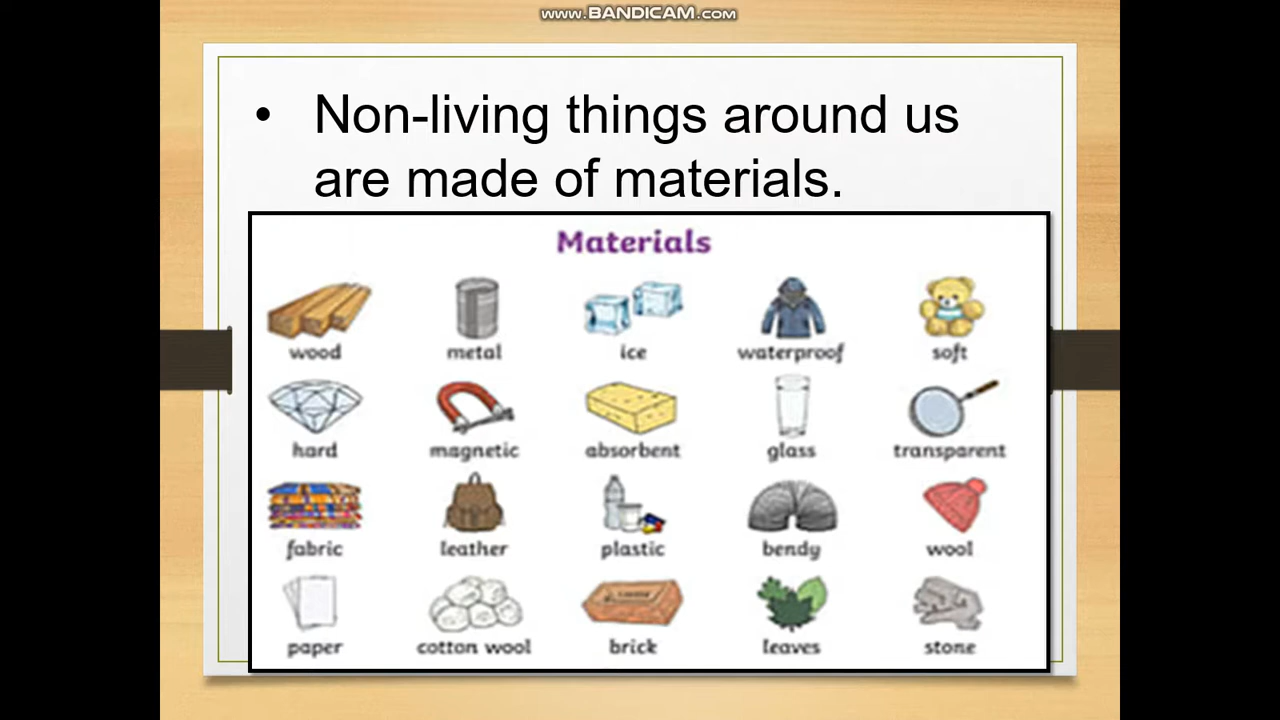 www.BANDICAM.com
• Non-living things around us
are made of materials.
Materials
wood metal ice waterproof soft
hard magnetic absorbent glass transparent
fabric leather plastic bendy wool
paper cotton wool brick leaves stone